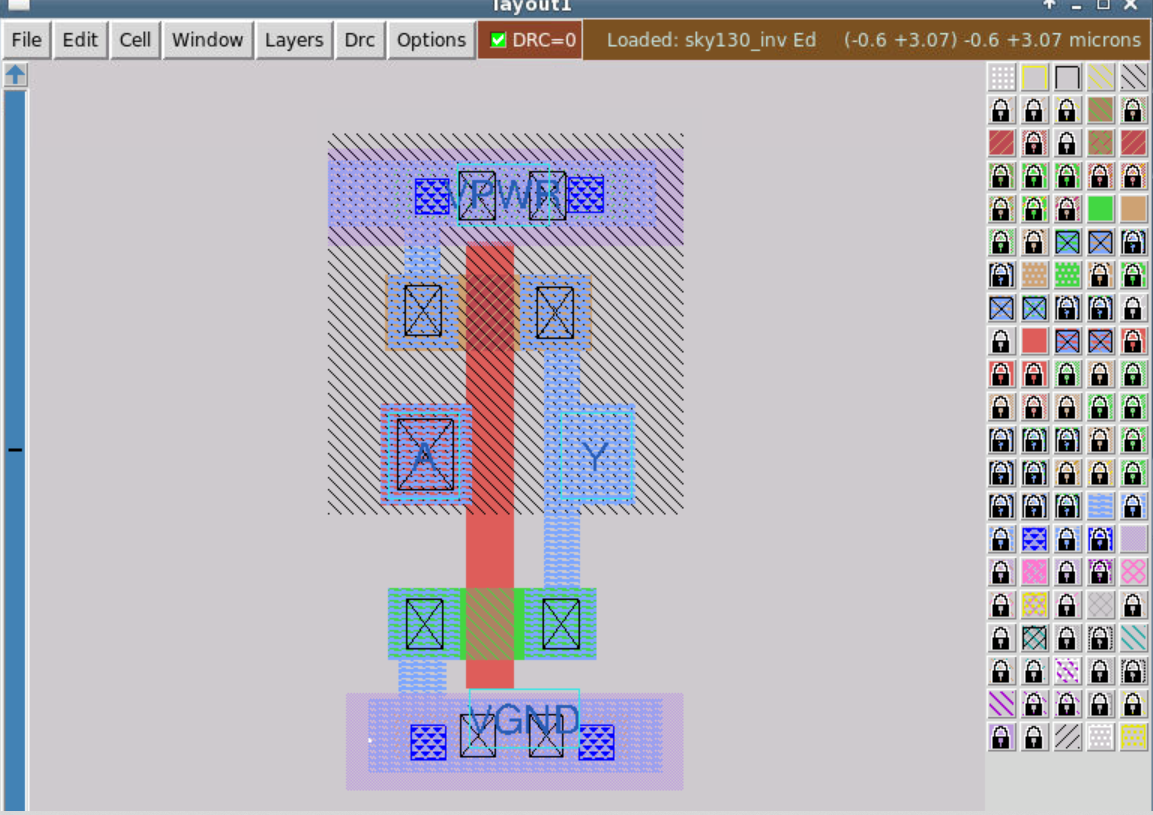 layout1
File Edit Cell Window Layers Drc Options DRC=0 Loaded: sky130_inv Ed (-0.6 +3.07) -0.6 +3.07 microns
VPWR
A Y
VGND